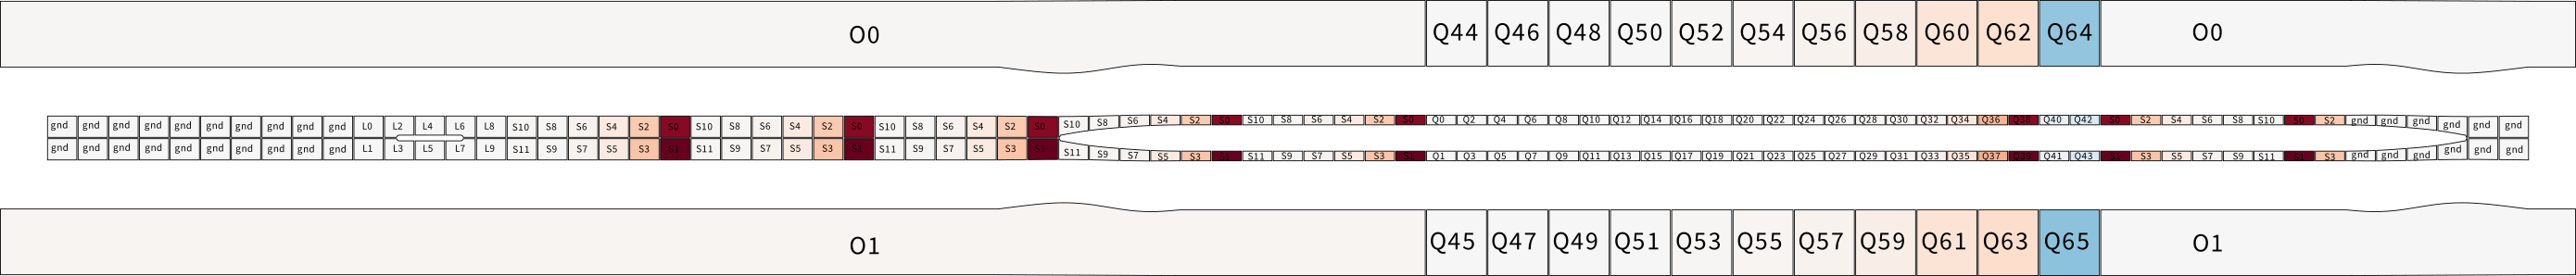 O0 Q44 Q46 Q48 Q50 Q52 Q54 Q56 Q58 Q60 Q62 Q64 O0
gnd gnd gnd gnd gnd gnd gnd gnd gnd gnd L0 L2 L4 L6 L8 S10 S8 S6 S4 S2 S0 S10 S8 S6 S4 S2 S0 S10 S8 S6 S4 S2 S0 S10 S8 S6 S4 S2 S0 S10 S8 S6 S4 S2 S0 Q0 Q2 Q4 Q6 Q8 Q10 Q12 Q14 Q16 Q18 Q20 Q22 Q24 Q26 Q28 Q30 Q32 Q34 Q36 Q38 Q40 Q42 S0 S2 S4 S6 S8 S10 S0 S2 gnd gnd gnd gnd gnd gnd
gnd gnd gnd gnd gnd gnd gnd gnd gnd gnd L1 L3 L5 L7 L9 S11 S9 S7 S5 S3 S1 S11 S9 S7 S5 S3 S1 S11 S9 S7 S5 S3 S1 S11 S9 S7 S5 S3 S1 S11 S9 S7 S5 S3 S1 Q1 Q3 Q5 Q7 Q9 Q11 Q13 Q15 Q17 Q19 Q21 Q23 Q25 Q27 Q29 Q31 Q33 Q35 Q37 Q39 Q41 Q43 S1 S3 S5 S7 S9 S11 S1 S3 gnd gnd gnd gnd gnd gnd
O1 Q45 Q47 Q49 Q51 Q53 Q55 Q57 Q59 Q61 Q63 Q65 O1